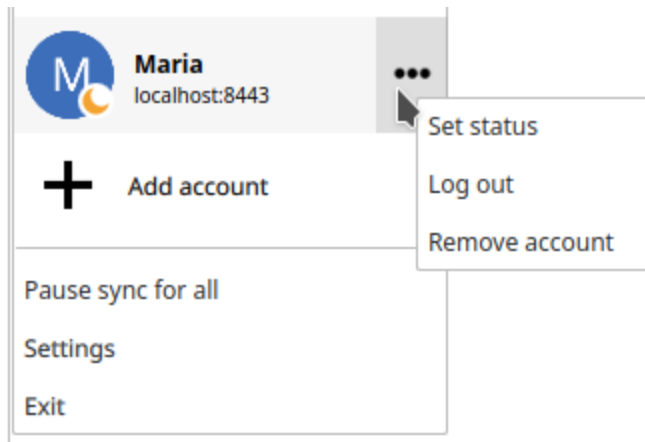 M
Maria
localhost:8443
Set status
Log out
Remove account
Add account
Pause sync for all
Settings
Exit